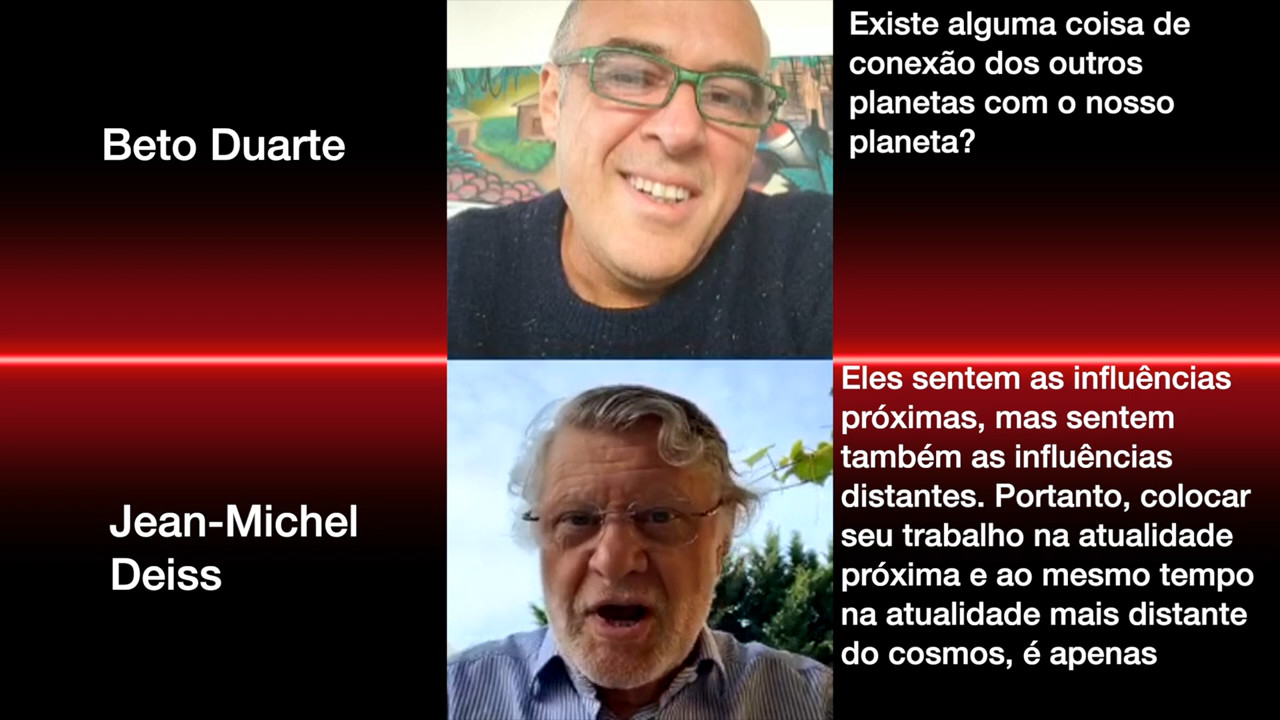 Beto Duarte
Existe alguma coisa de
conexão dos outros
planetas com o nosso
planeta?
Jean-Michel
Deiss
Eles sentem as influências
próximas, mas sentem
também as influências
distantes. Portanto, colocar
seu trabalho na atualidade
próxima e ao mesmo tempo
na atualidade mais distante
do cosmos, é apenas